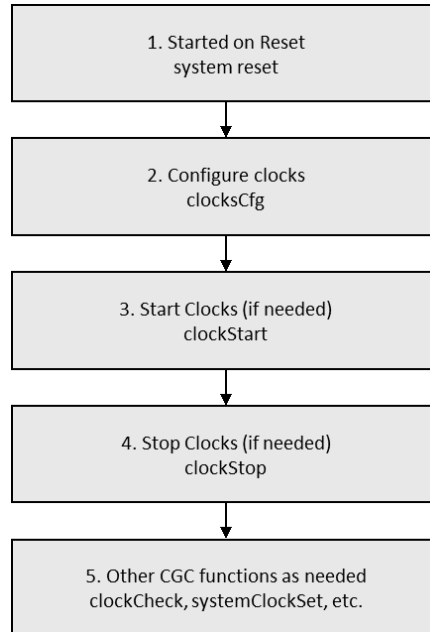 1. Started on Reset
system reset
2. Configure clocks
clocksCfg
3. Start Clocks (if needed)
clockStart
4. Stop Clocks (if needed)
clockStop
5. Other CGC functions as needed
clockCheck, systemClockSet, etc.